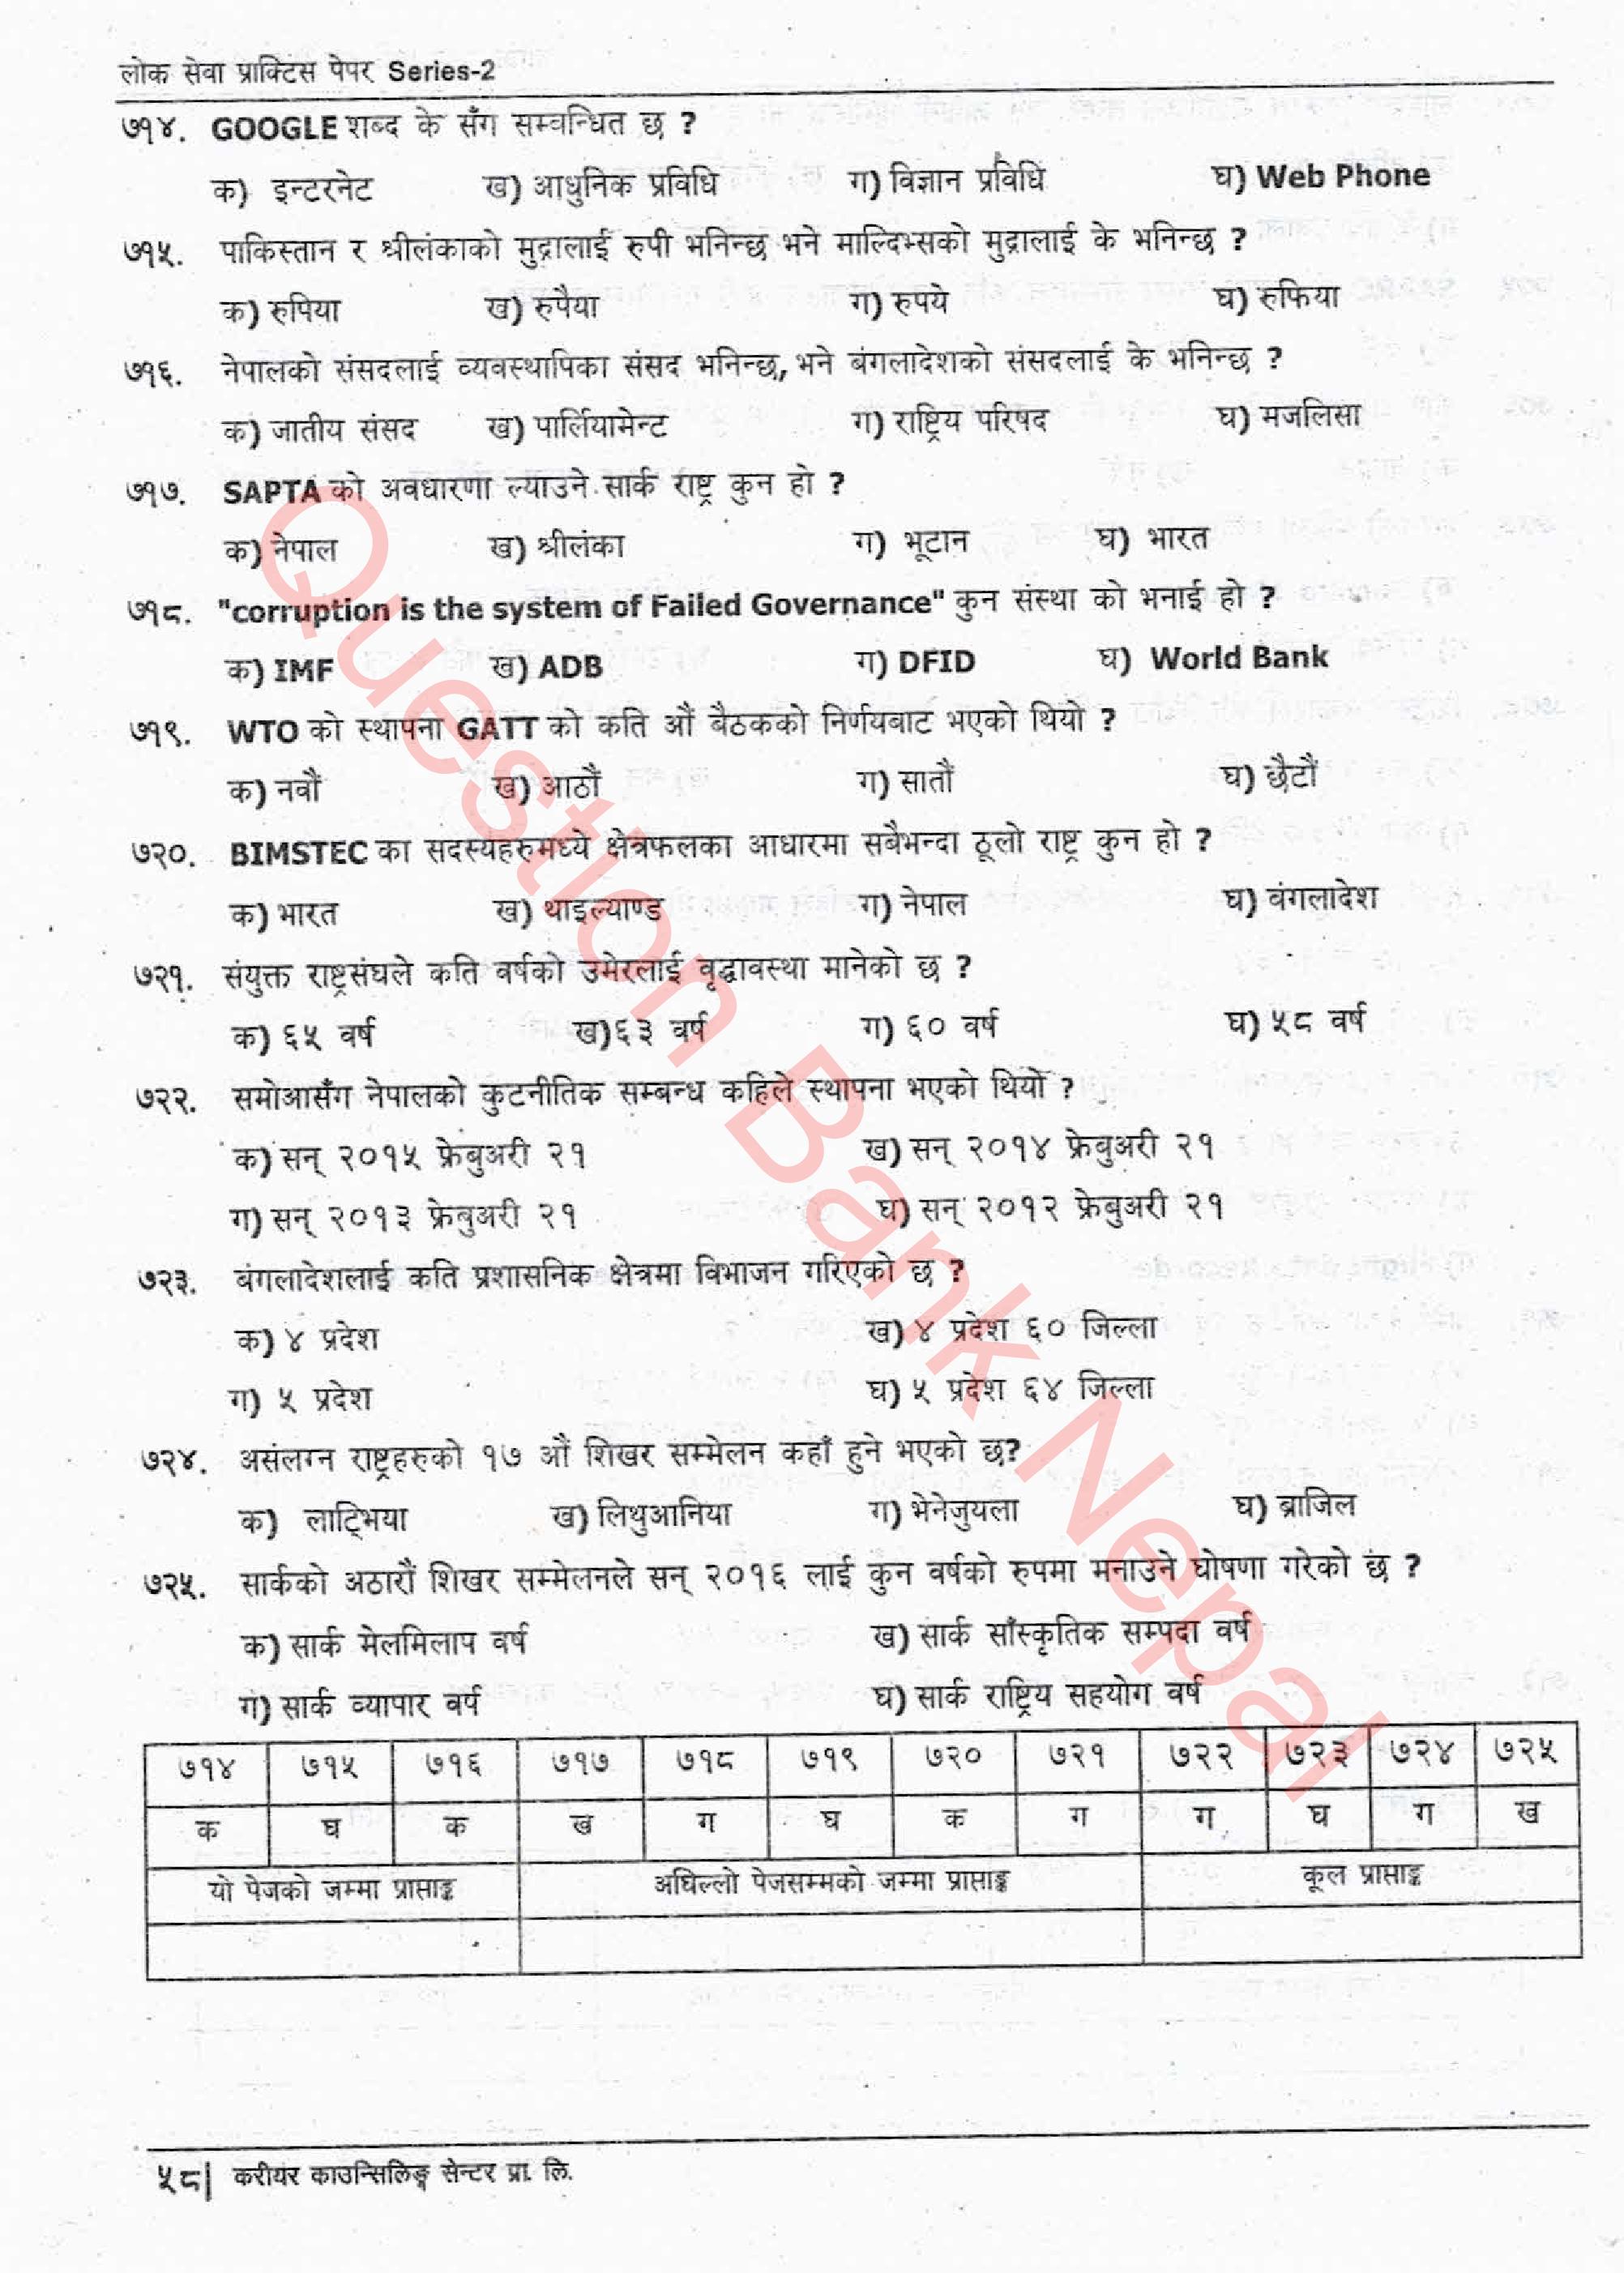 लोक सेवा प्राक्टिस पेपर Series-2
७१४. GOOGLE शब्द के सँग सम्वन्धित छ ?
क) इन्टरनेट ख) आधुनिक प्रविधि ग) विज्ञान प्रविधि घ) Web Phone
७१५. पाकिस्तान र श्रीलंकाको मुद्रालाई रुपी भनिन्छ भने माल्दिभ्सको मुद्रालाई के भनिन्छ ?
क) रुपिया ख) रुपैया ग) रुपये घ) रुफिया
७१६. नेपालको संसदलाई व्यवस्थापिका संसद भनिन्छ, भने बंगलादेशको संसदलाई के भनिन्छ ?
क) जातीय संसद ख) पार्लियामेन्ट ग) राष्ट्रिय परिषद घ) मजलिसा
७१७. SAPTA को अवधारणा ल्याउने सार्क राष्ट्र कुन हो ?
क) नेपाल ख) श्रीलंका ग) भूटान घ) भारत
७१८. "corruption is the system of Failed Governance" कुन संस्था को भनाई हो ?
क) IMF ख) ADB ग) DFID घ) World Bank
७१९. WTO को स्थापना GATT को कति औं बैठकको निर्णयबाट भएको थियो ?
क) नवौं ख) आठौं ग) सातौं घ) छैटौं
७२०. BIMSTEC का सदस्यहरुमध्ये क्षेत्रफलका आधारमा सबैभन्दा ठूलो राष्ट्र कुन हो ?
क) भारत ख) थाइल्याण्ड ग) नेपाल घ) वंगलादेश
७२१. संयुक्त राष्ट्रसंघले कति वर्षको उमेरलाई वृद्धावस्था मानेको छ ?
क) ६५ वर्ष ख)६३ वर्ष ग) ६० वर्ष घ) ५८ वर्ष
७२२. समोआसँग नेपालको कुटनीतिक सम्बन्ध कहिले स्थापना भएको थियो ?
क) सन् २०१५ फ्रेबुअरी २१ ख) सन् २०१४ फ्रेबुअरी २१
ग) सन् २०१३ फ्रेबुअरी २१ घ) सन् २०१२ फ्रेबुअरी २१
७२३. बंगलादेशलाई कति प्रशासनिक क्षेत्रमा विभाजन गरिएको छ ?
क) ४ प्रदेश ख) ४ प्रदेश ६० जिल्ला
ग) ५ प्रदेश घ) ५ प्रदेश ६४ जिल्ला
७२४. असंलग्न राष्ट्रहरुको १७ औं शिखर सम्मेलन कहाँ हुने भएको छ?
क) लाट्भिया ख) लिथुआनिया ग) भेनेजुयला घ) ब्राजिल
७२५. सार्कको अठारौं शिखर सम्मेलनले सन् २०१६ लाई कुन वर्षको रुपमा मनाउने घोषणा गरेको छ ?
क) सार्क मेलमिलाप वर्ष ख) सार्क साँस्कृतिक सम्पदा वर्ष
ग) सार्क व्यापार वर्ष घ) सार्क राष्ट्रिय सहयोग वर्ष
७१४ ७१५ ७१६ ७१७ ७१८ ७१९ ७२० ७२१ ७२२ ७२३ ७२४ ७२५
क घ क ख ग घ क ग ग घ ग ख
यो पेजको जम्मा प्राप्ताङ्क अघिल्लो पेजसम्मको जम्मा प्राप्ताङ्क कूल प्राप्ताङ्क
५८| करीयर काउन्सिलिङ्ग सेन्टर प्रा. लि.
Question Bank Nepal